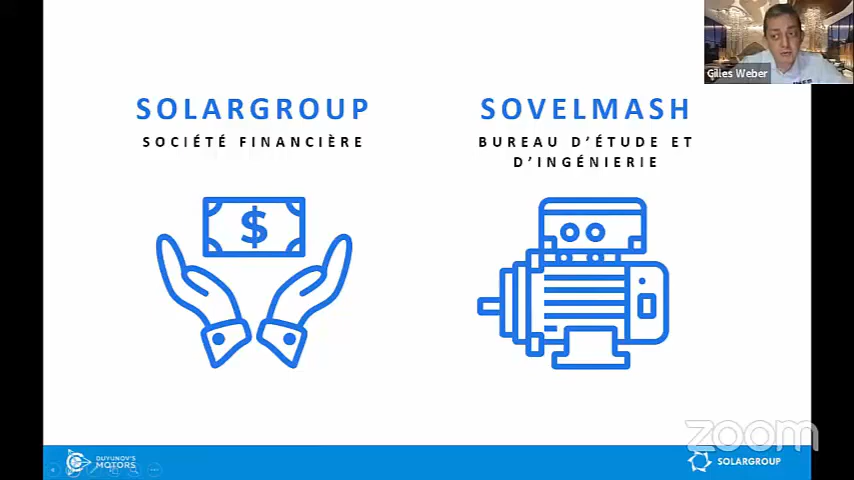 Gilles Weber
SOLARGROUP
SOCIÉTÉ FINANCIÈRE
$
SOVELMASH
BUREAU D'ÉTUDE ET
D'INGÉNIERIE
zoom
DUYUNOV'S
MOTORS
SOLARGROUP